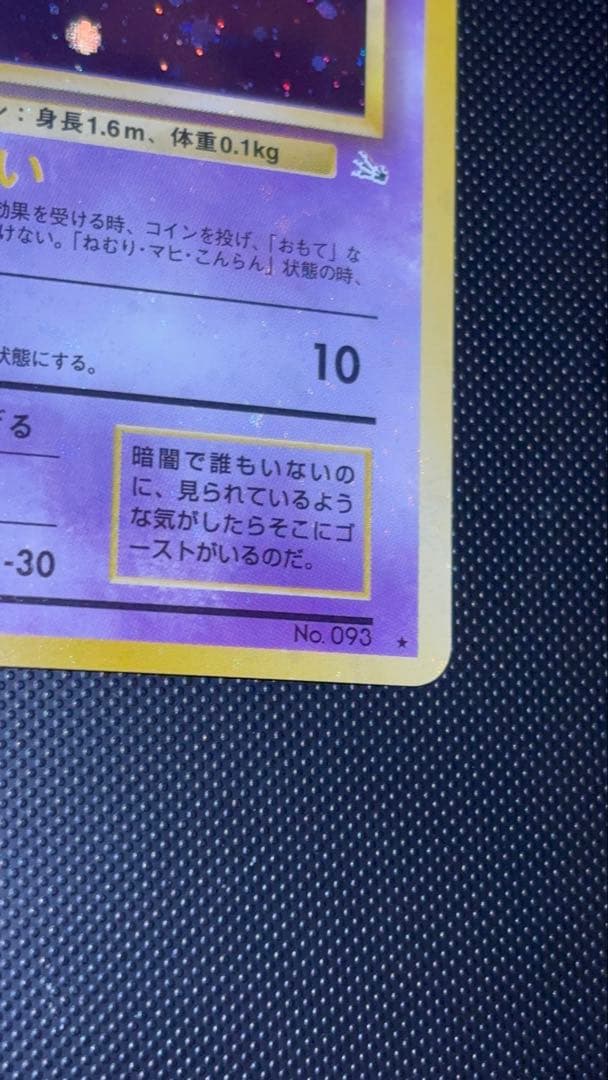 ：身長1.6m、体重0.1kg
い
効果を受ける時、コインを投げ、「おもて」な
けない。「ねむり・マヒ・こんらん」状態の時、
状態にする。
10
る
暗闇で誰もいないの
に、見られているよう
な気がしたらそこにゴ
ーストがいるのだ。
-30
No. 093 ★